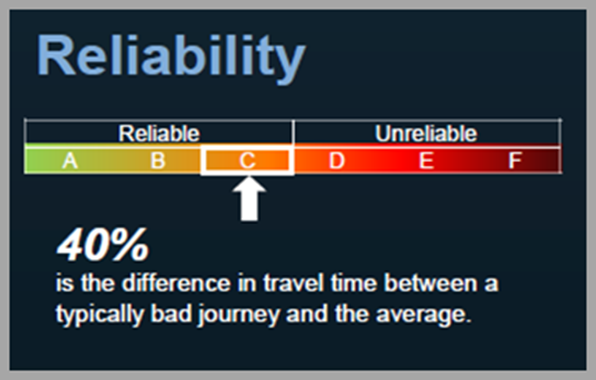 Reliability
Reliable Unreliable
A B C D E F
40%
is the difference in travel time between a
typically bad journey and the average.